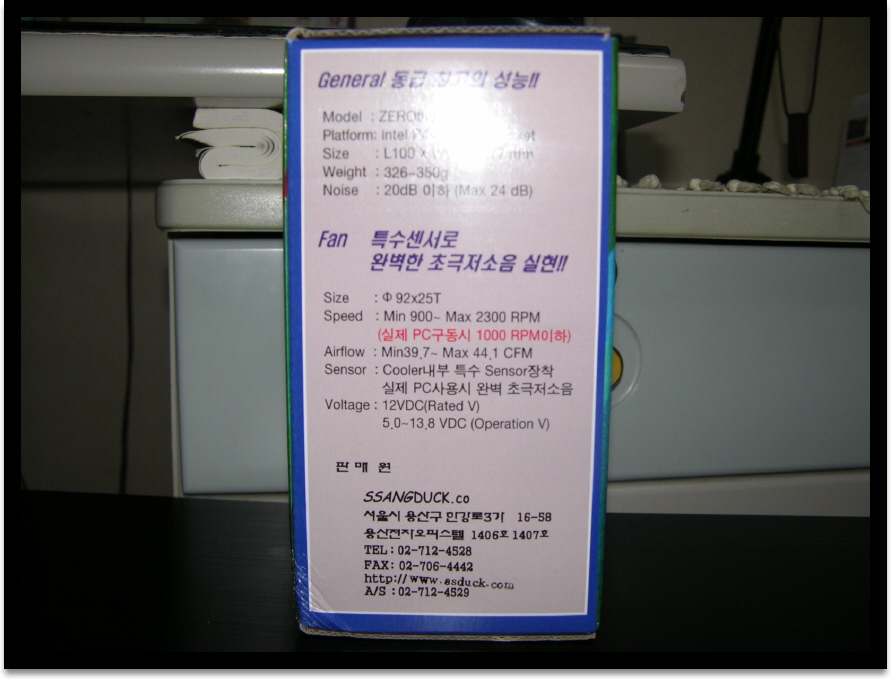 General 동급 최고의 성능!!
Model : ZERO
Platform: intel
Size : L100 X
Weight : 326~350g
Noise : 20dB 이하 (Max 24 dB)
Fan 특수센서로
완벽한 초극저소음 실현!!
Size : Φ 92x25T
Speed : Min 900~ Max 2300 RPM
(실제 PC구동시 1000 RPM이하)
Airflow : Min39.7~ Max 44.1 CFM
Sensor : Cooler내부 특수 Sensor장착
실제 PC사용시 완벽 초극저소음
Voltage : 12VDC(Rated V)
5.0~13.8 VDC (Operation V)
판 매 원
SSANGDUCK.co
서울시 용산구 한강로3가 16-58
용산전자오피스텔 1406호 1407호
TEL : 02-712-4528
FAX: 02-706-4442
http://www.ssduck.com
A/S : 02-712-4529